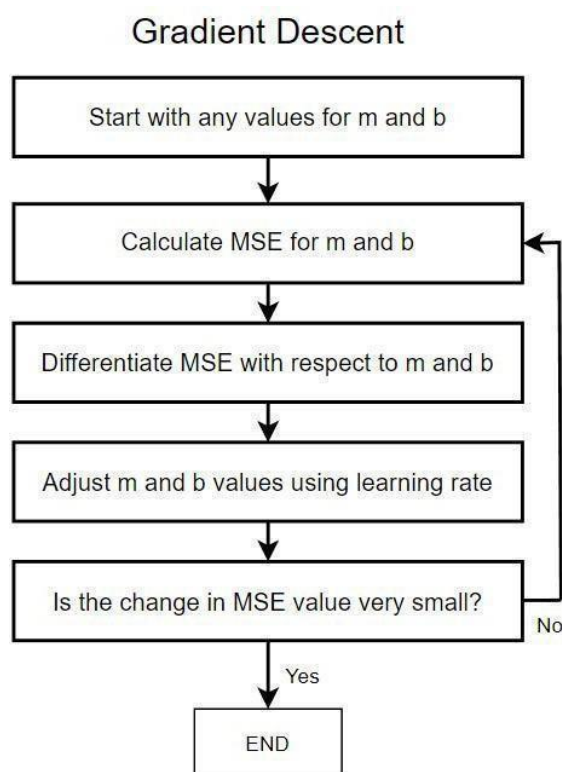 Gradient Descent
Start with any values for m and b
Calculate MSE for m and b
Differentiate MSE with respect to m and b
Adjust m and b values using learning rate
Is the change in MSE value very small?
No
Yes
END